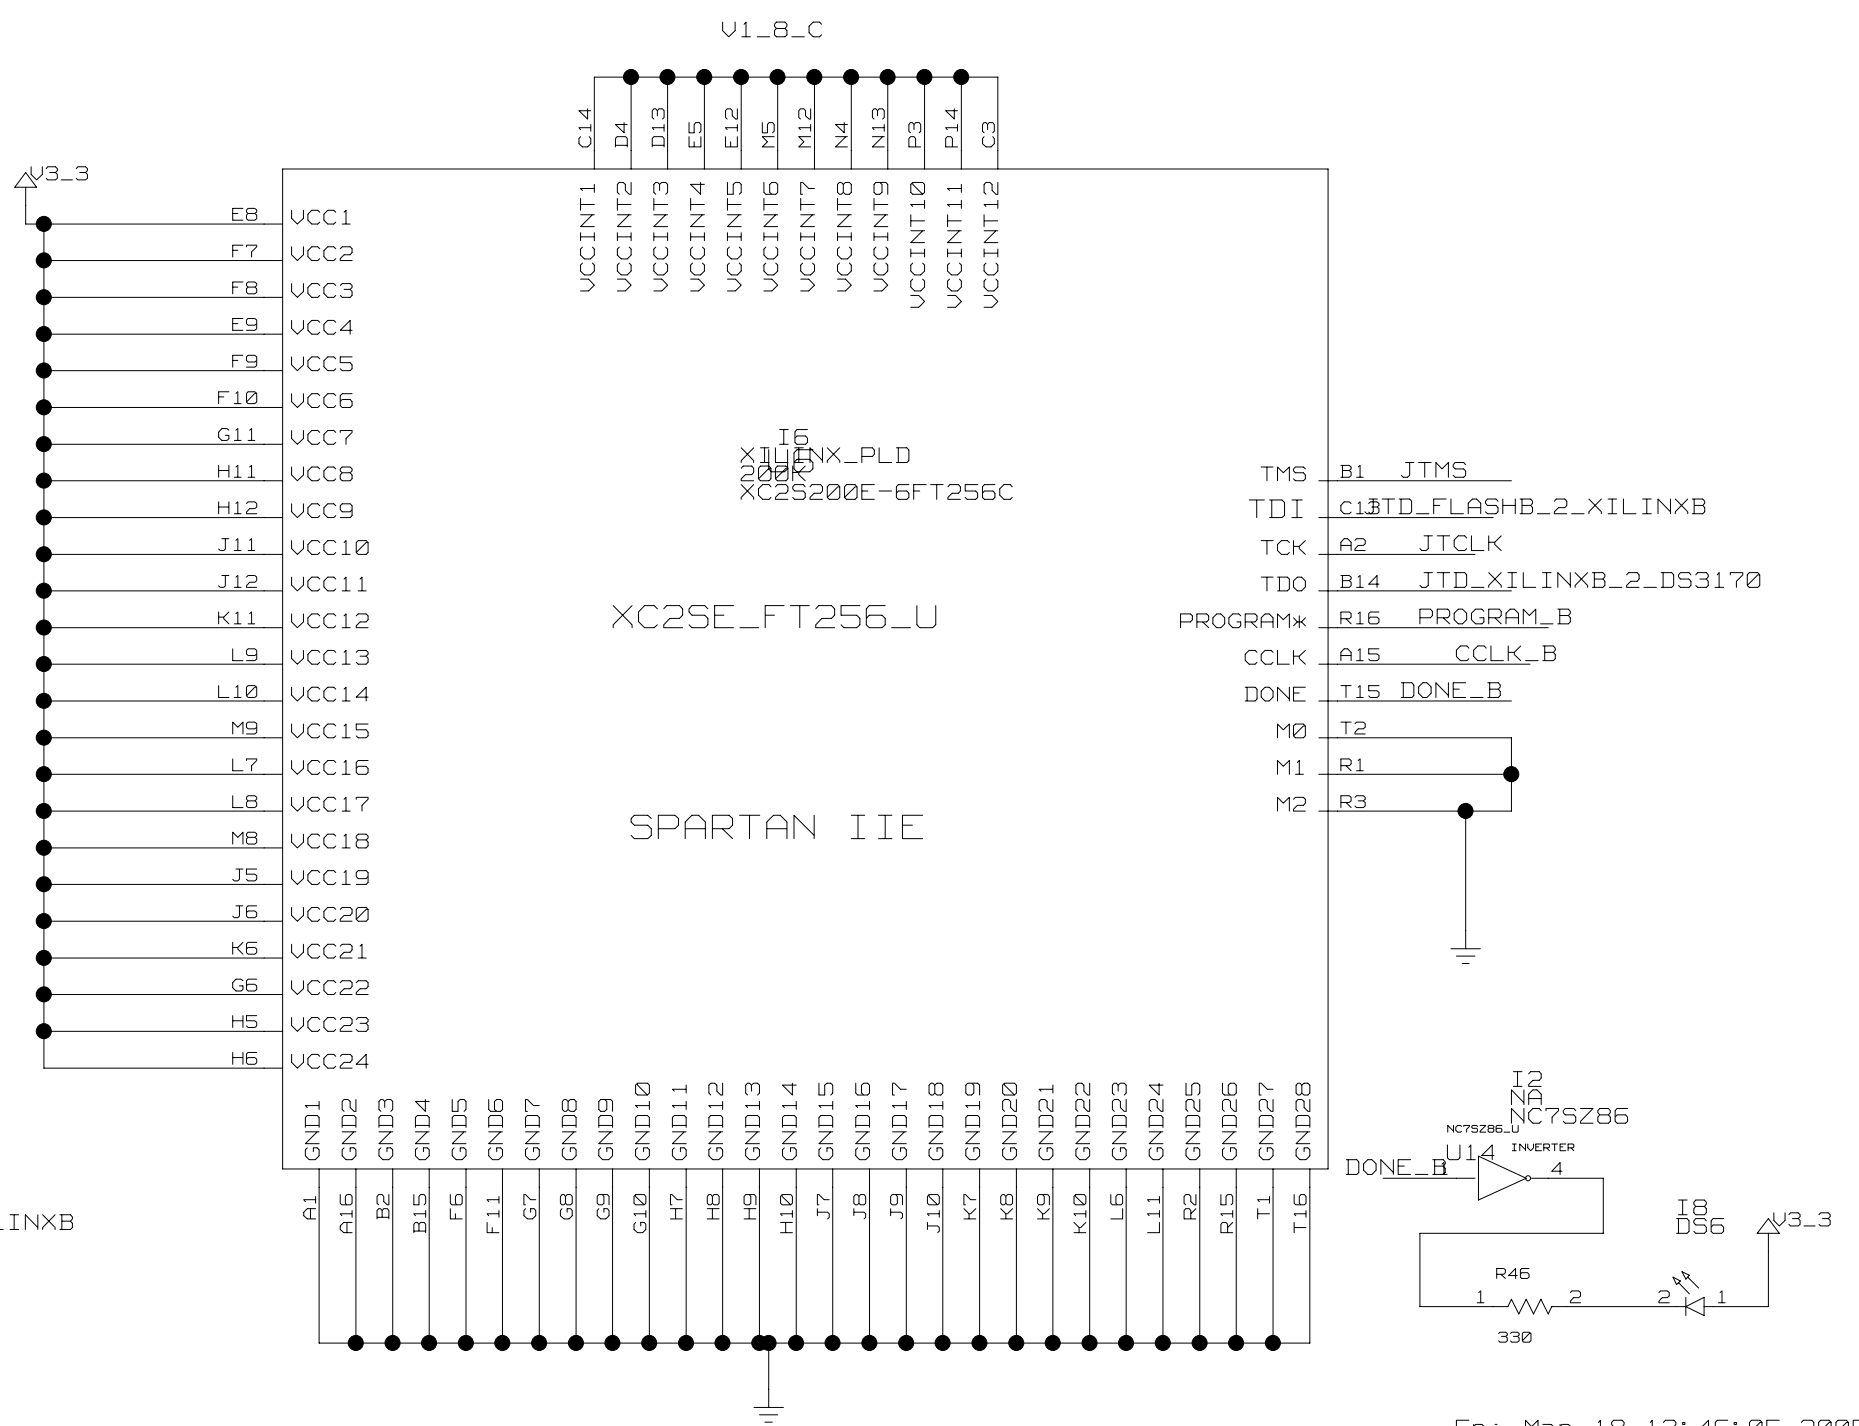 V1_8_C
C14 D4 D13 E5 E12 M5 M12 N4 N13 P3 P14 C3
VCCINT1 VCCINT2 VCCINT3 VCCINT4 VCCINT5 VCCINT6 VCCINT7 VCCINT8 VCCINT9 VCCINT10 VCCINT11 VCCINT12
V3_3
E8 VCC1
F7 VCC2
F8 VCC3
E9 VCC4
F9 VCC5
F10 VCC6
G11 VCC7
H11 VCC8
H12 VCC9
J11 VCC10
J12 VCC11
K11 VCC12
L9 VCC13
L10 VCC14
M9 VCC15
L7 VCC16
L8 VCC17
M8 VCC18
J5 VCC19
J6 VCC20
K6 VCC21
G6 VCC22
H5 VCC23
H6 VCC24
I6
XILINX_PLD
200K
XC2S200E-6FT256C
XC2SE_FT256_U
SPARTAN IIE
TMS B1 JTMS
TDI C13 JTD_FLASHB_2_XILINXB
TCK A2 JTCLK
TDO B14 JTD_XILINXB_2_DS3170
PROGRAM* R16 PROGRAM_B
CCLK A15 CCLK_B
DONE T15 DONE_B
M0 T2
M1 R1
M2 R3
GND1 GND2 GND3 GND4 GND5 GND6 GND7 GND8 GND9 GND10 GND11 GND12 GND13 GND14 GND15 GND16 GND17 GND18 GND19 GND20 GND21 GND22 GND23 GND24 GND25 GND26 GND27 GND28
A1 A16 B2 B15 F6 F11 G7 G8 G9 G10 H7 H8 H9 H10 J7 J8 J9 J10 K7 K8 K9 K10 L6 L11 R2 R15 T1 T16
I2
NA
NC7SZ86
NC7SZ86_U
U14 INVERTER
DONE_B 1 4
INXB
I8
DS6
V3_3
R46
1 2 2 1
330